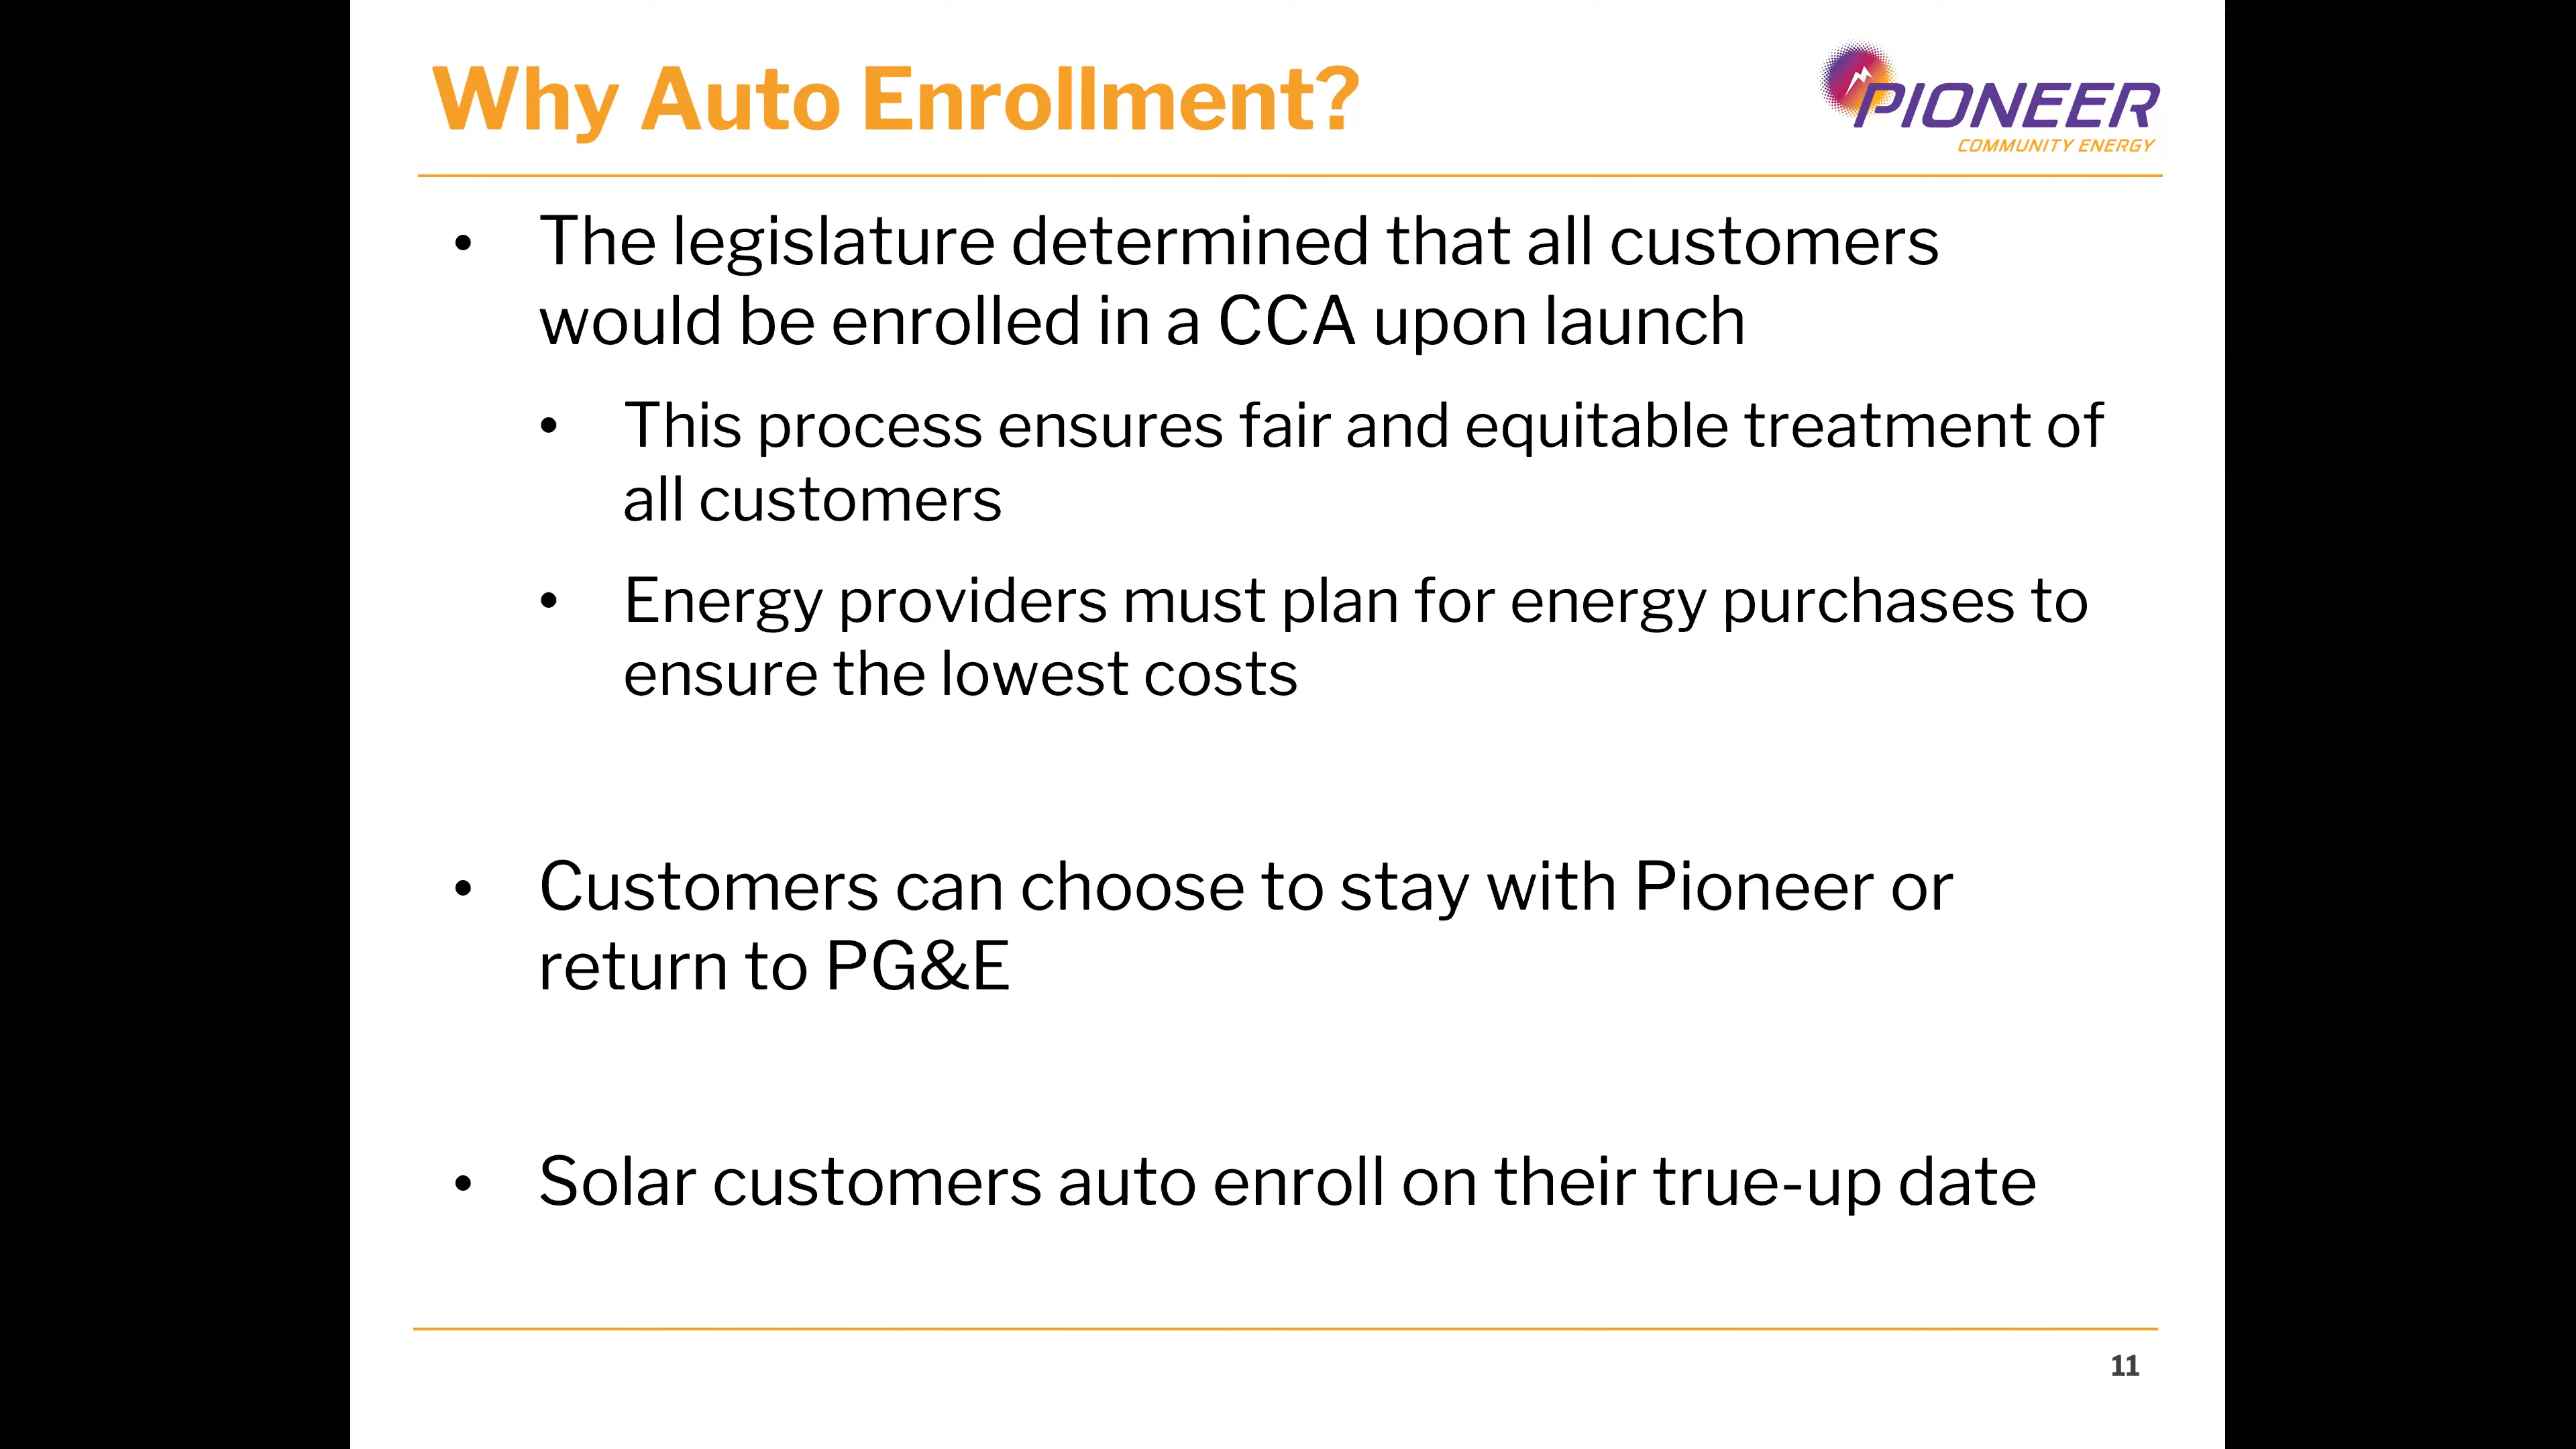 Why Auto Enrollment?
PIONEER
COMMUNITY ENERGY
• The legislature determined that all customers
would be enrolled in a CCA upon launch
• This process ensures fair and equitable treatment of
all customers
• Energy providers must plan for energy purchases to
ensure the lowest costs
• Customers can choose to stay with Pioneer or
return to PG&E
• Solar customers auto enroll on their true-up date
11